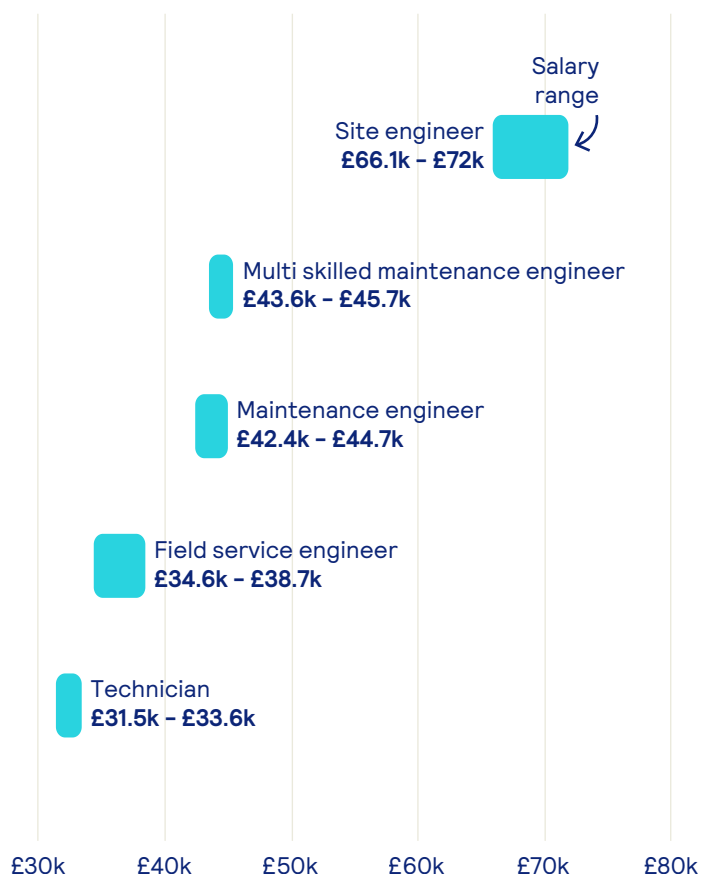 Salary
range
Site engineer
£66.1k – £72k
Multi skilled maintenance engineer
£43.6k – £45.7k
Maintenance engineer
£42.4k – £44.7k
Field service engineer
£34.6k – £38.7k
Technician
£31.5k – £33.6k
£30k £40k £50k £60k £70k £80k